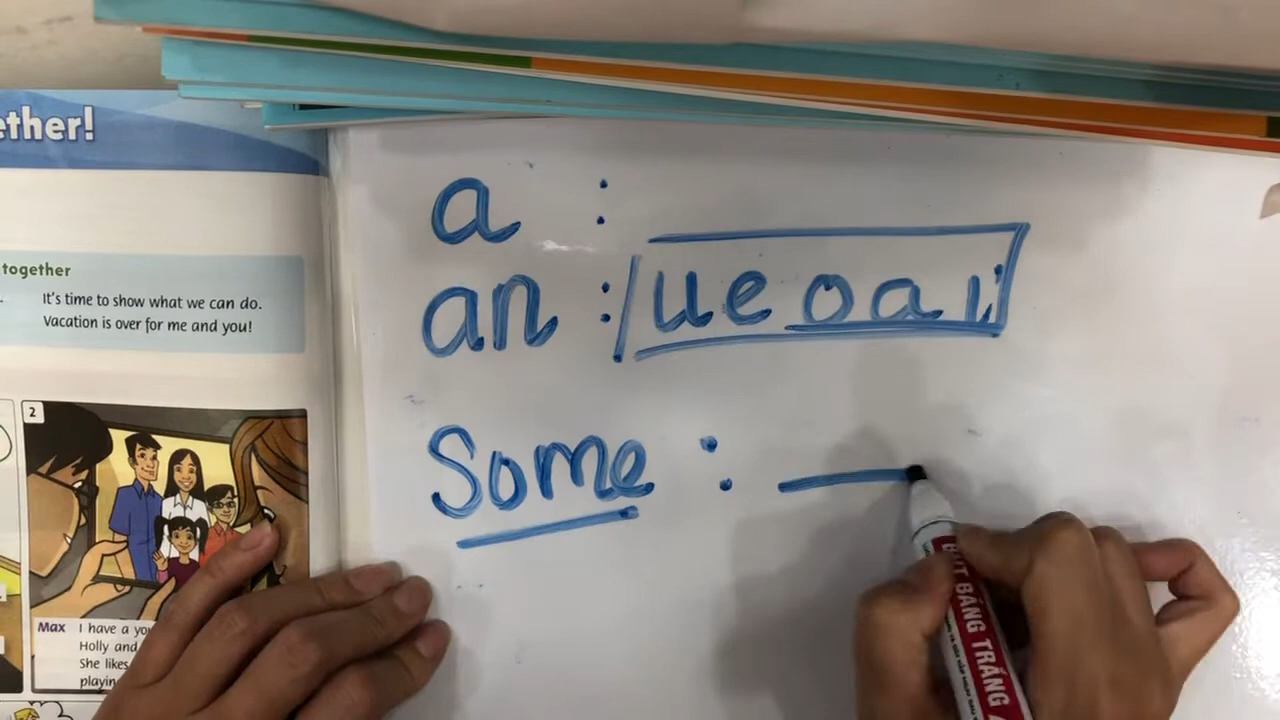 ether!
together
It's time to show what we can do.
Vacation is over for me and you!
2
Max I have a yo
Holly and
She likes
playin
a :
an : u e o a i
Some :
BÚT BẢNG TRẮNG